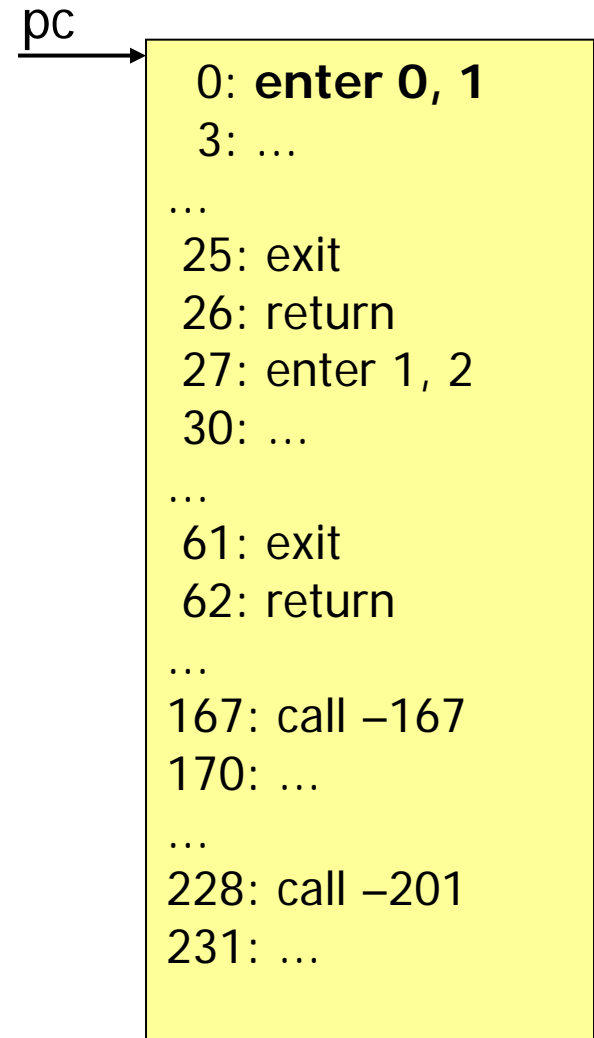 pc
0: enter 0, 1
3: ...
...
25: exit
26: return
27: enter 1, 2
30: ...
...
61: exit
62: return
...
167: call –167
170: ...
...
228: call –201
231: ...